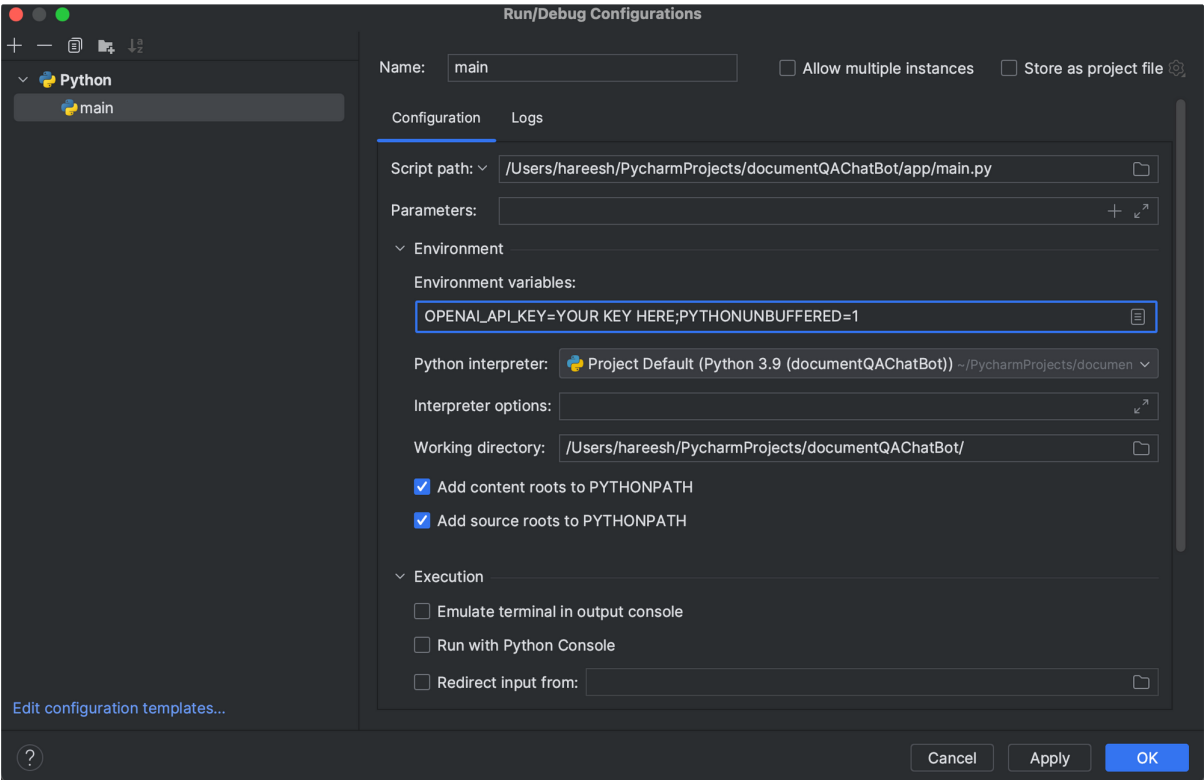 Run/Debug Configurations
Python
main
Edit configuration templates...
Name: main
Allow multiple instances
Store as project file
Configuration
Logs
Script path: /Users/hareesh/PycharmProjects/documentQAChatBot/app/main.py
Parameters:
Environment
Environment variables:
OPENAI_API_KEY=YOUR KEY HERE;PYTHONUNBUFFERED=1
Python interpreter: Project Default (Python 3.9 (documentQAChatBot)) ~/PycharmProjects/documen
Interpreter options:
Working directory: /Users/hareesh/PycharmProjects/documentQAChatBot/
Add content roots to PYTHONPATH
Add source roots to PYTHONPATH
Execution
Emulate terminal in output console
Run with Python Console
Redirect input from:
?
Cancel
Apply
OK